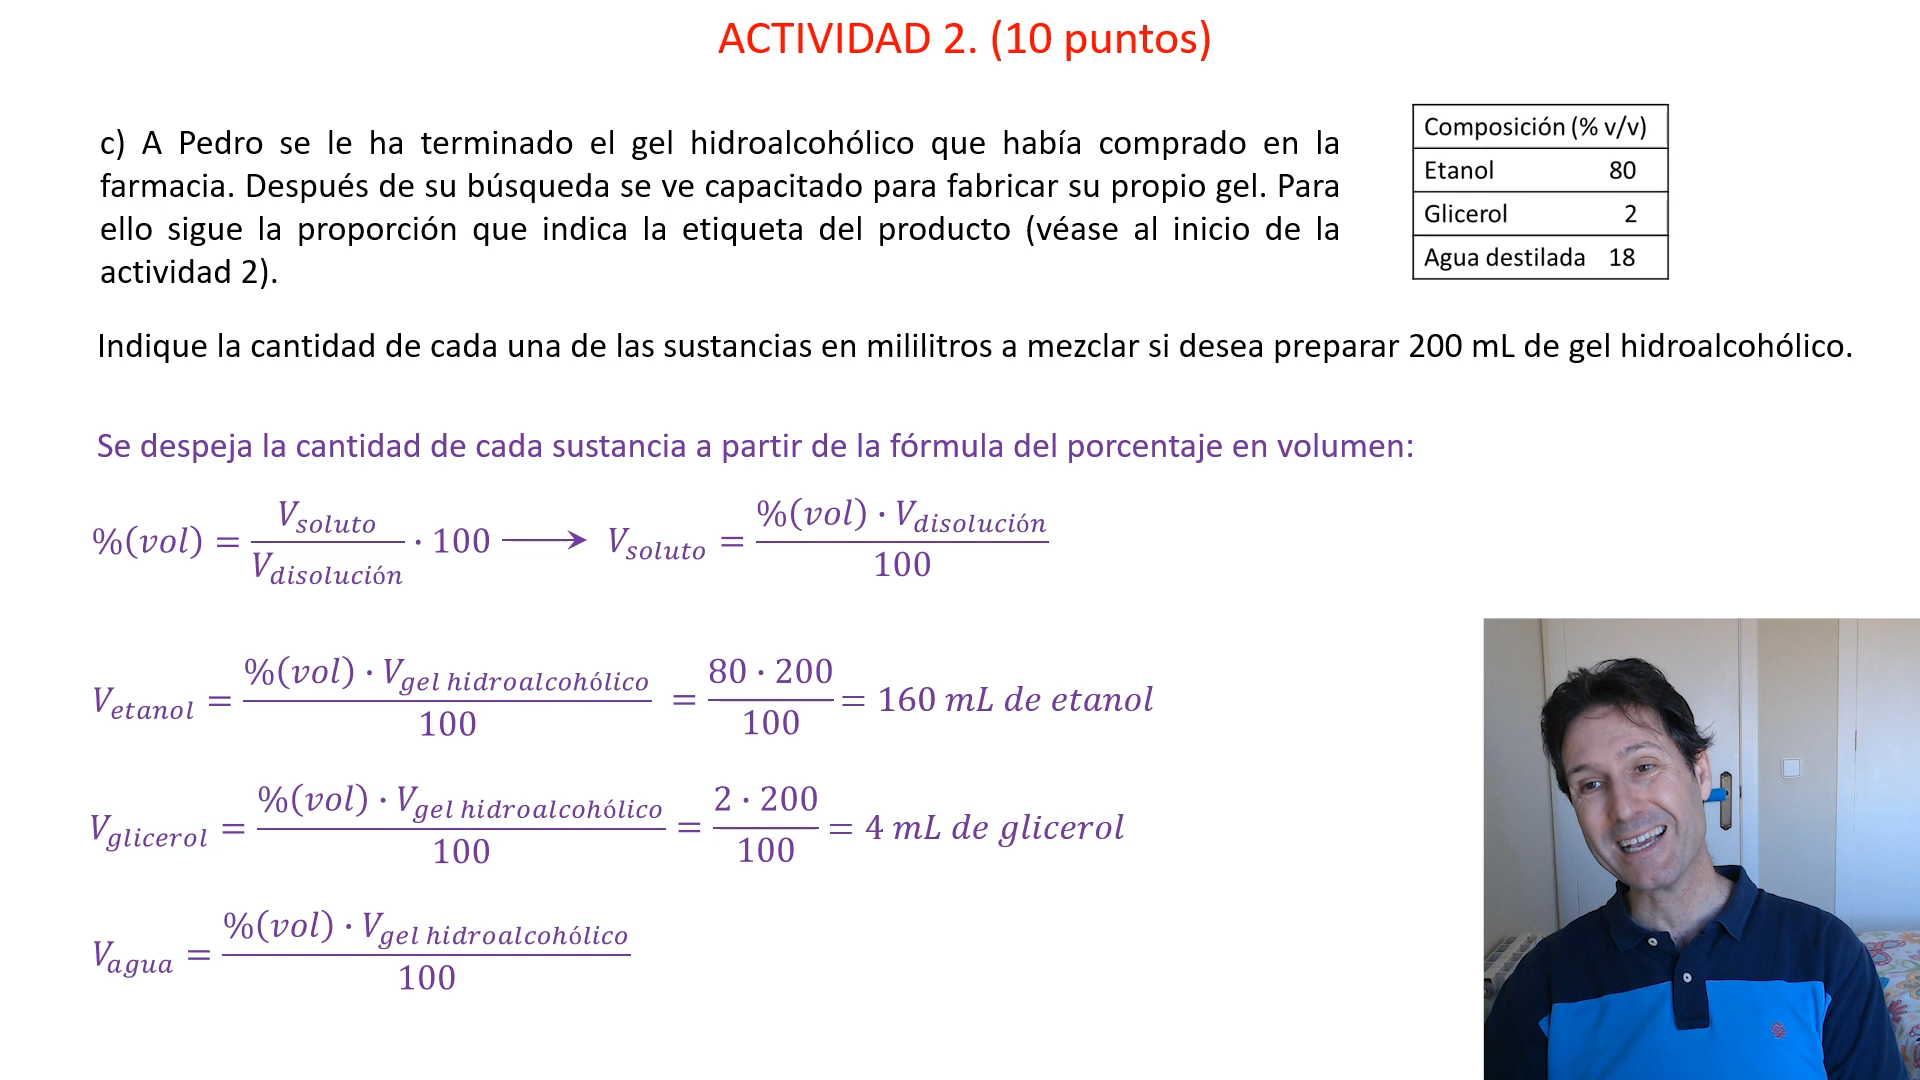 ACTIVIDAD 2. (10 puntos)
c) A Pedro se le ha terminado el gel hidroalcohólico que había comprado en la
farmacia. Después de su búsqueda se ve capacitado para fabricar su propio gel. Para
ello sigue la proporción que indica la etiqueta del producto (véase al inicio de la
actividad 2).
Composición (% v/v)
Etanol 80
Glicerol 2
Agua destilada 18
Indique la cantidad de cada una de las sustancias en mililitros a mezclar si desea preparar 200 mL de gel hidroalcohólico.
Se despeja la cantidad de cada sustancia a partir de la fórmula del porcentaje en volumen:
%(vol) = V_soluto / V_disolución · 100 ⟶ V_soluto = %(vol) · V_disolución / 100
V_etanol = %(vol) · V_gel hidroalcohólico / 100 = 80 · 200 / 100 = 160 mL de etanol
V_glicerol = %(vol) · V_gel hidroalcohólico / 100 = 2 · 200 / 100 = 4 mL de glicerol
V_agua = %(vol) · V_gel hidroalcohólico / 100